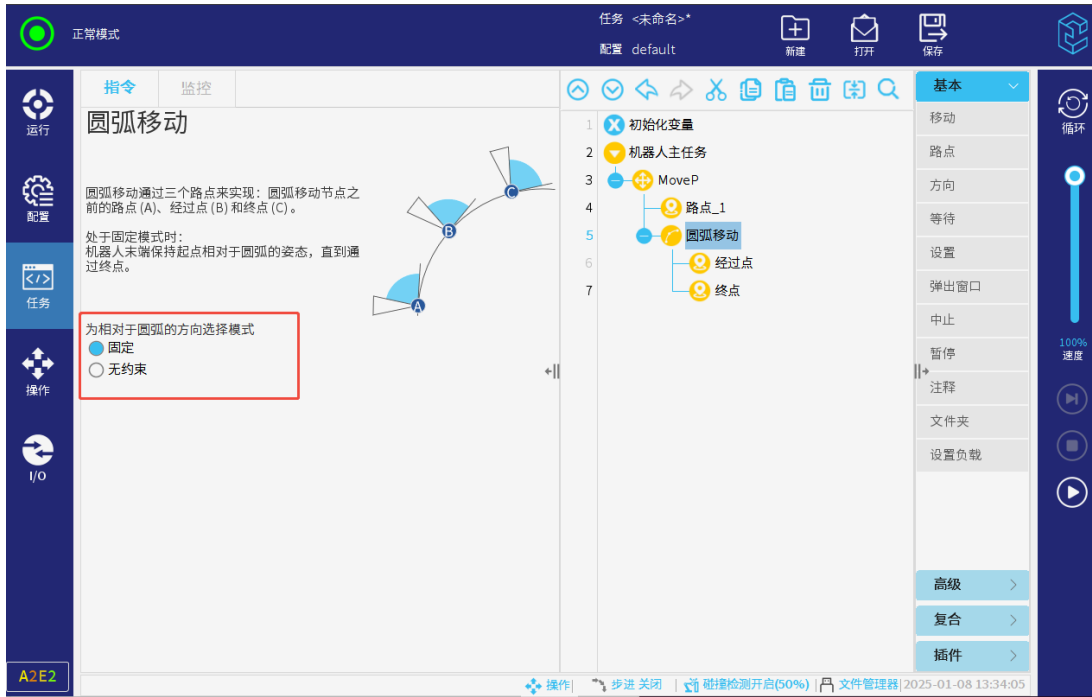 正常模式
任务 <未命名>*
配置 default
新建
打开
保存
运行
配置
任务
操作
I/O
A2E2
指令
监控
圆弧移动
圆弧移动通过三个路点来实现：圆弧移动节点之
前的路点(A)、经过点(B)和终点(C)。
处于固定模式时：
机器人末端保持起点相对于圆弧的姿态，直到通
过终点。
C
B
A
为相对于圆弧的方向选择模式
固定
无约束
1 初始化变量
2 机器人主任务
3 MoveP
4 路点_1
5 圆弧移动
6 经过点
7 终点
基本
移动
路点
方向
等待
设置
弹出窗口
中止
暂停
注释
文件夹
设置负载
高级
复合
插件
循环
100%
速度
操作| 步进 关闭 | 碰撞检测开启(50%) | 文件管理器|2025-01-08 13:34:05